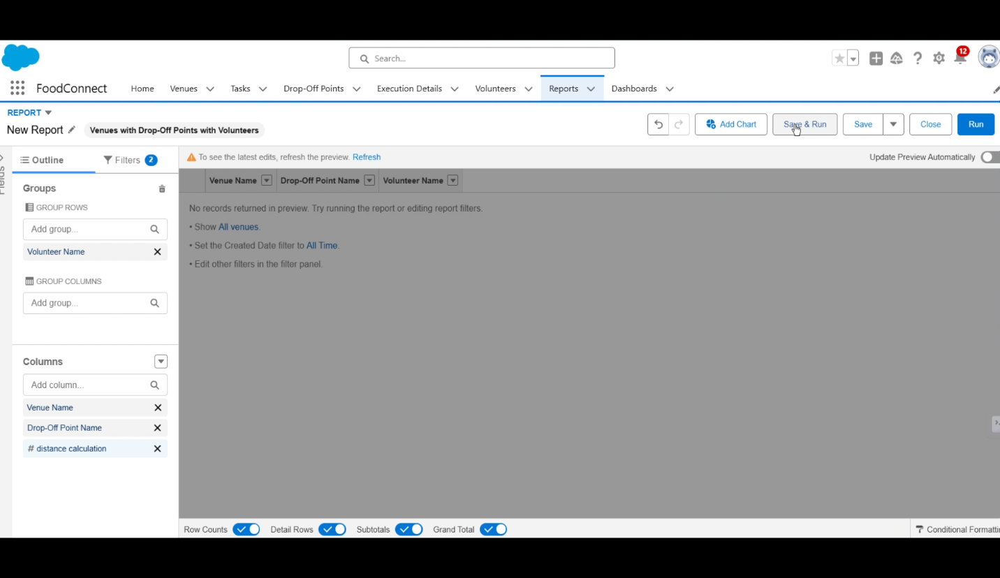 Search...
12
FoodConnect Home Venues Tasks Drop-Off Points Execution Details Volunteers Reports Dashboards
REPORT
New Report Venues with Drop-Off Points with Volunteers Add Chart Save & Run Save Close Run
Fields
Outline Filters 2
To see the latest edits, refresh the preview. Refresh Update Preview Automatically
Groups
GROUP ROWS
Add group...
Volunteer Name
GROUP COLUMNS
Add group...
Columns
Add column...
Venue Name
Drop-Off Point Name
# distance calculation
Venue Name Drop-Off Point Name Volunteer Name
No records returned in preview. Try running the report or editing report filters.
• Show All venues.
• Set the Created Date filter to All Time.
• Edit other filters in the filter panel.
Row Counts Detail Rows Subtotals Grand Total Conditional Formatti